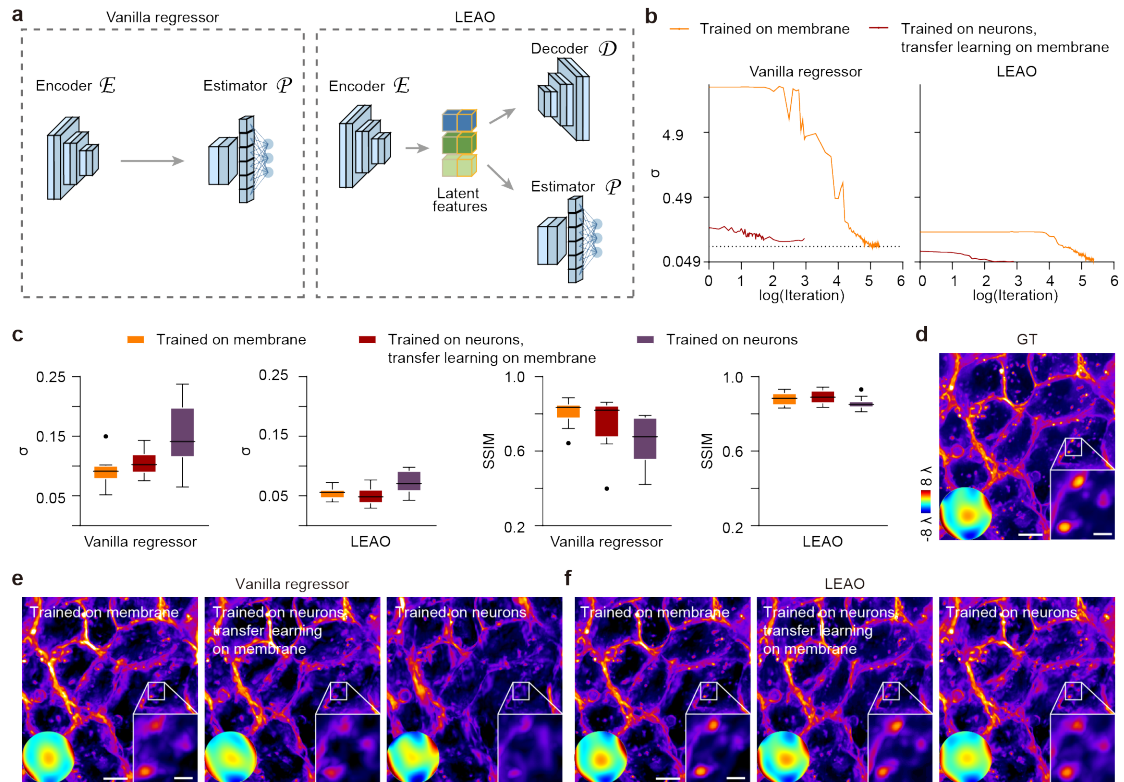 a
Vanilla regressor
LEAO
Encoder ℰ
Estimator 𝒫
Encoder ℰ
Latent
features
Decoder 𝒟
Estimator 𝒫
b
Trained on membrane
Trained on neurons,
transfer learning on membrane
Vanilla regressor
LEAO
σ
4.9
0.49
0.049
0 1 2 3 4 5 6
log(Iteration)
0 1 2 3 4 5 6
log(Iteration)
c
Trained on membrane
Trained on neurons,
transfer learning on membrane
Trained on neurons
σ
0.25
0.15
0.05
Vanilla regressor
σ
0.25
0.15
0.05
LEAO
SSIM
1.0
0.6
0.2
Vanilla regressor
SSIM
1.0
0.6
0.2
LEAO
d
GT
8 λ
-8 λ
e
Vanilla regressor
Trained on membrane
Trained on neurons,
transfer learning
on membrane
Trained on neurons
f
LEAO
Trained on membrane
Trained on neurons,
transfer learning
on membrane
Trained on neurons